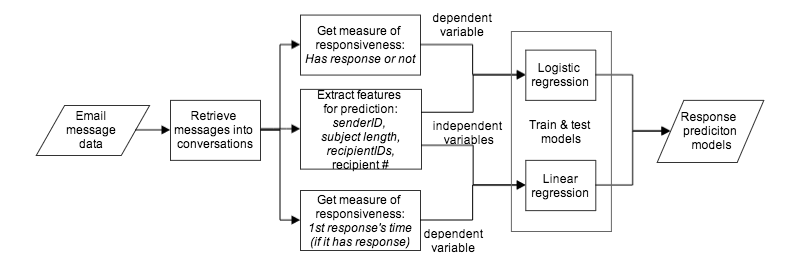 Email
message
data
Retrieve
messages into
conversations
Get measure of
responsiveness:
Has response or not
Extract features
for prediction:
senderID,
subject length,
recipientIDs,
recipient #
Get measure of
responsiveness:
1st response's time
(if it has response)
dependent
variable
independent
variables
dependent
variable
Logistic
regression
Train & test
models
Linear
regression
Response
prediciton
models